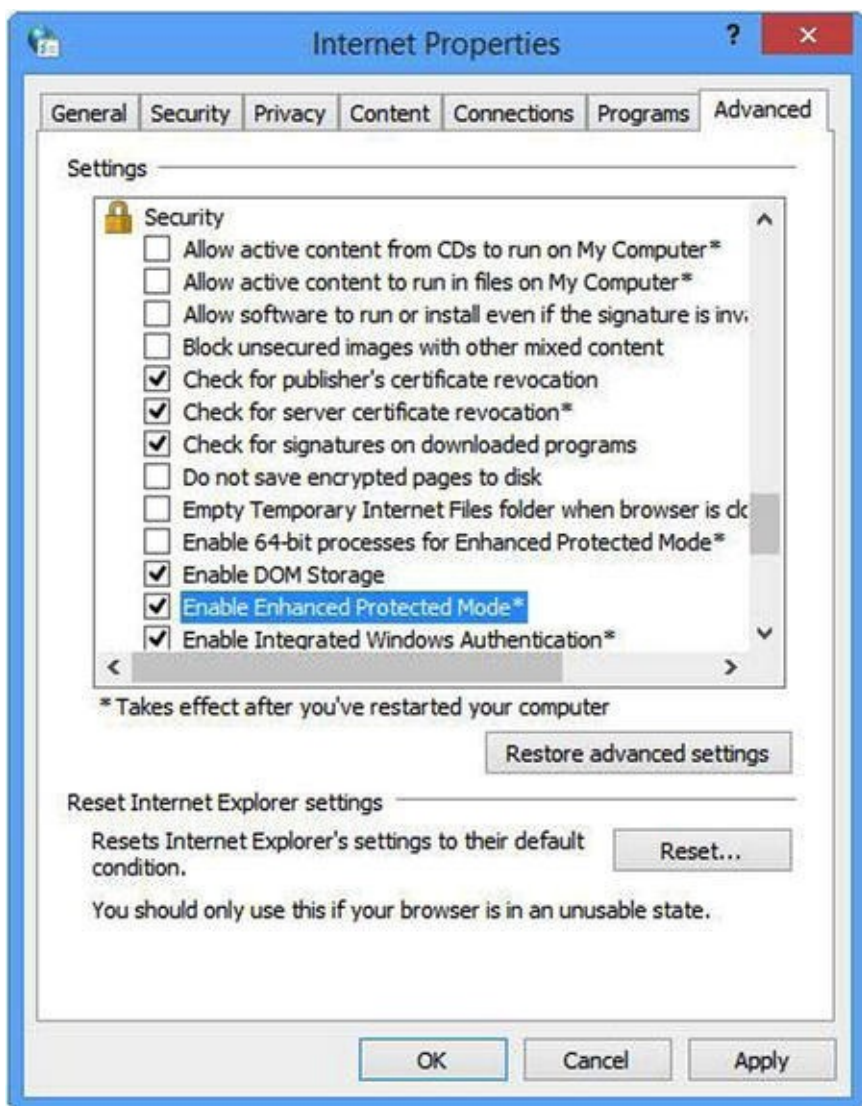 Internet Properties
?
General Security Privacy Content Connections Programs Advanced
Settings
Security
Allow active content from CDs to run on My Computer*
Allow active content to run in files on My Computer*
Allow software to run or install even if the signature is inv
Block unsecured images with other mixed content
Check for publisher's certificate revocation
Check for server certificate revocation*
Check for signatures on downloaded programs
Do not save encrypted pages to disk
Empty Temporary Internet Files folder when browser is clo
Enable 64-bit processes for Enhanced Protected Mode*
Enable DOM Storage
Enable Enhanced Protected Mode*
Enable Integrated Windows Authentication*
* Takes effect after you've restarted your computer
Restore advanced settings
Reset Internet Explorer settings
Resets Internet Explorer's settings to their default
condition.
Reset...
You should only use this if your browser is in an unusable state.
OK Cancel Apply